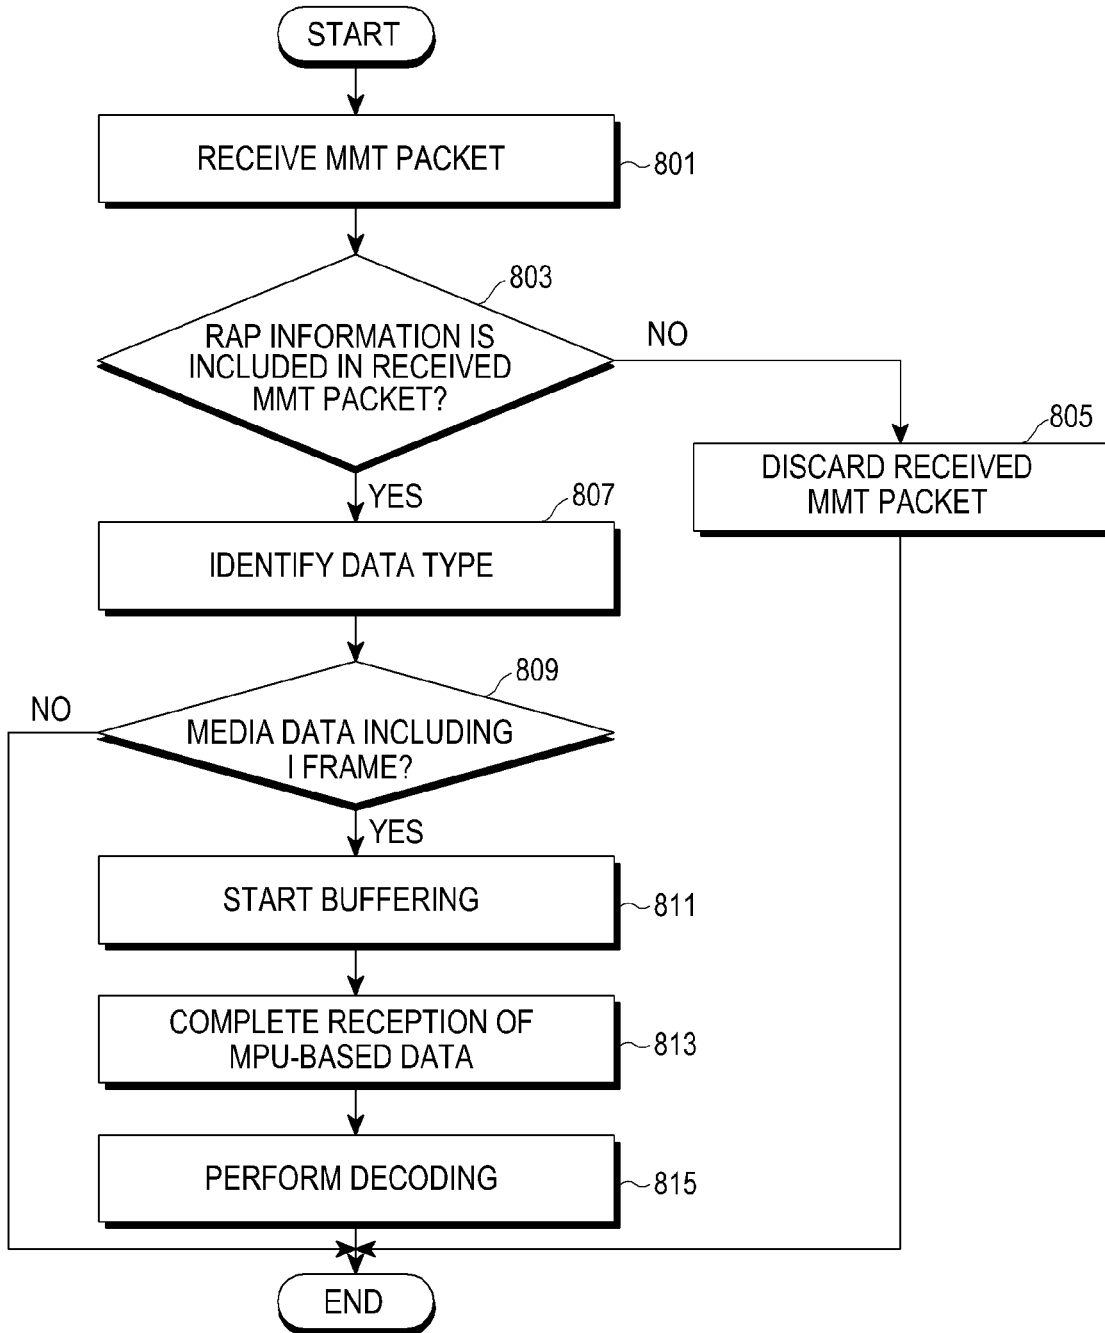 START
RECEIVE MMT PACKET
801
803
RAP INFORMATION IS
INCLUDED IN RECEIVED
MMT PACKET?
NO
805
DISCARD RECEIVED
MMT PACKET
YES
807
IDENTIFY DATA TYPE
809
NO
MEDIA DATA INCLUDING
I FRAME?
YES
START BUFFERING
811
COMPLETE RECEPTION OF
MPU-BASED DATA
813
PERFORM DECODING
815
END